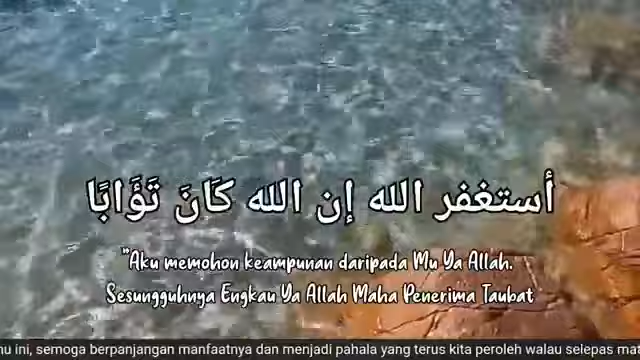 أستغفر الله إن الله كَانَ تَؤَابًا
"Aku memohon keampunan daripada Mu Ya Allah.
Sesungguhnya Engkau Ya Allah Maha Penerima Taubat
nu ini, semoga berpanjangan manfaatnya dan menjadi pahala yang terus kita peroleh walau selepas mat